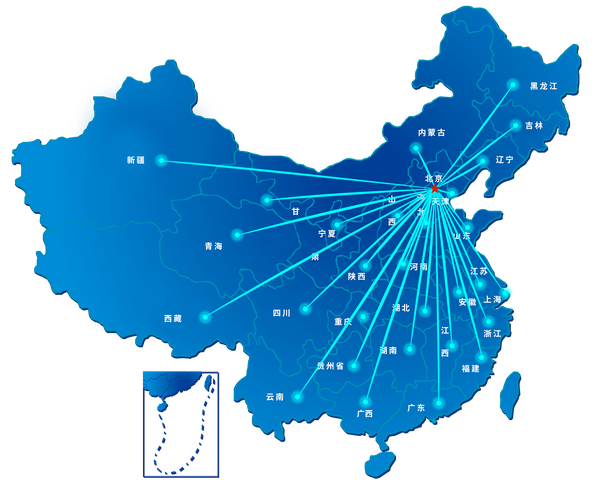 黑龙江
吉林
内蒙古
辽宁
新疆
北京
天津
山
西
甘
肃
宁夏
河
北
山东
青海
陕西
河南
江苏
安徽
上海
西藏
四川
重庆
湖北
江
西
浙江
湖南
贵州省
福建
云南
广西
广东